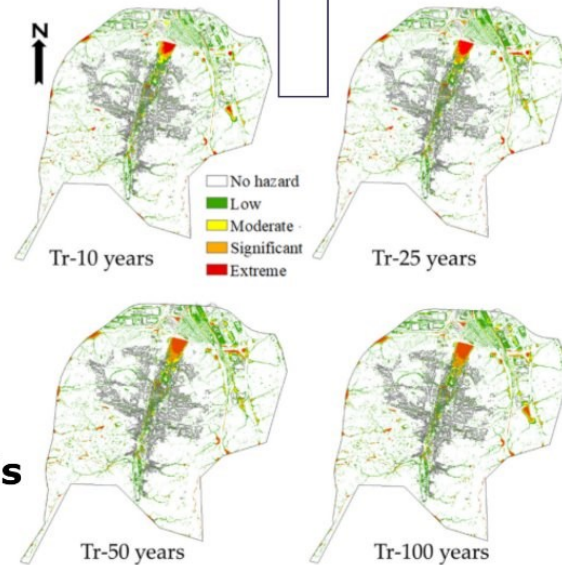 N
No hazard
Low
Moderate
Significant
Extreme
Tr-10 years
Tr-25 years
s
Tr-50 years
Tr-100 years